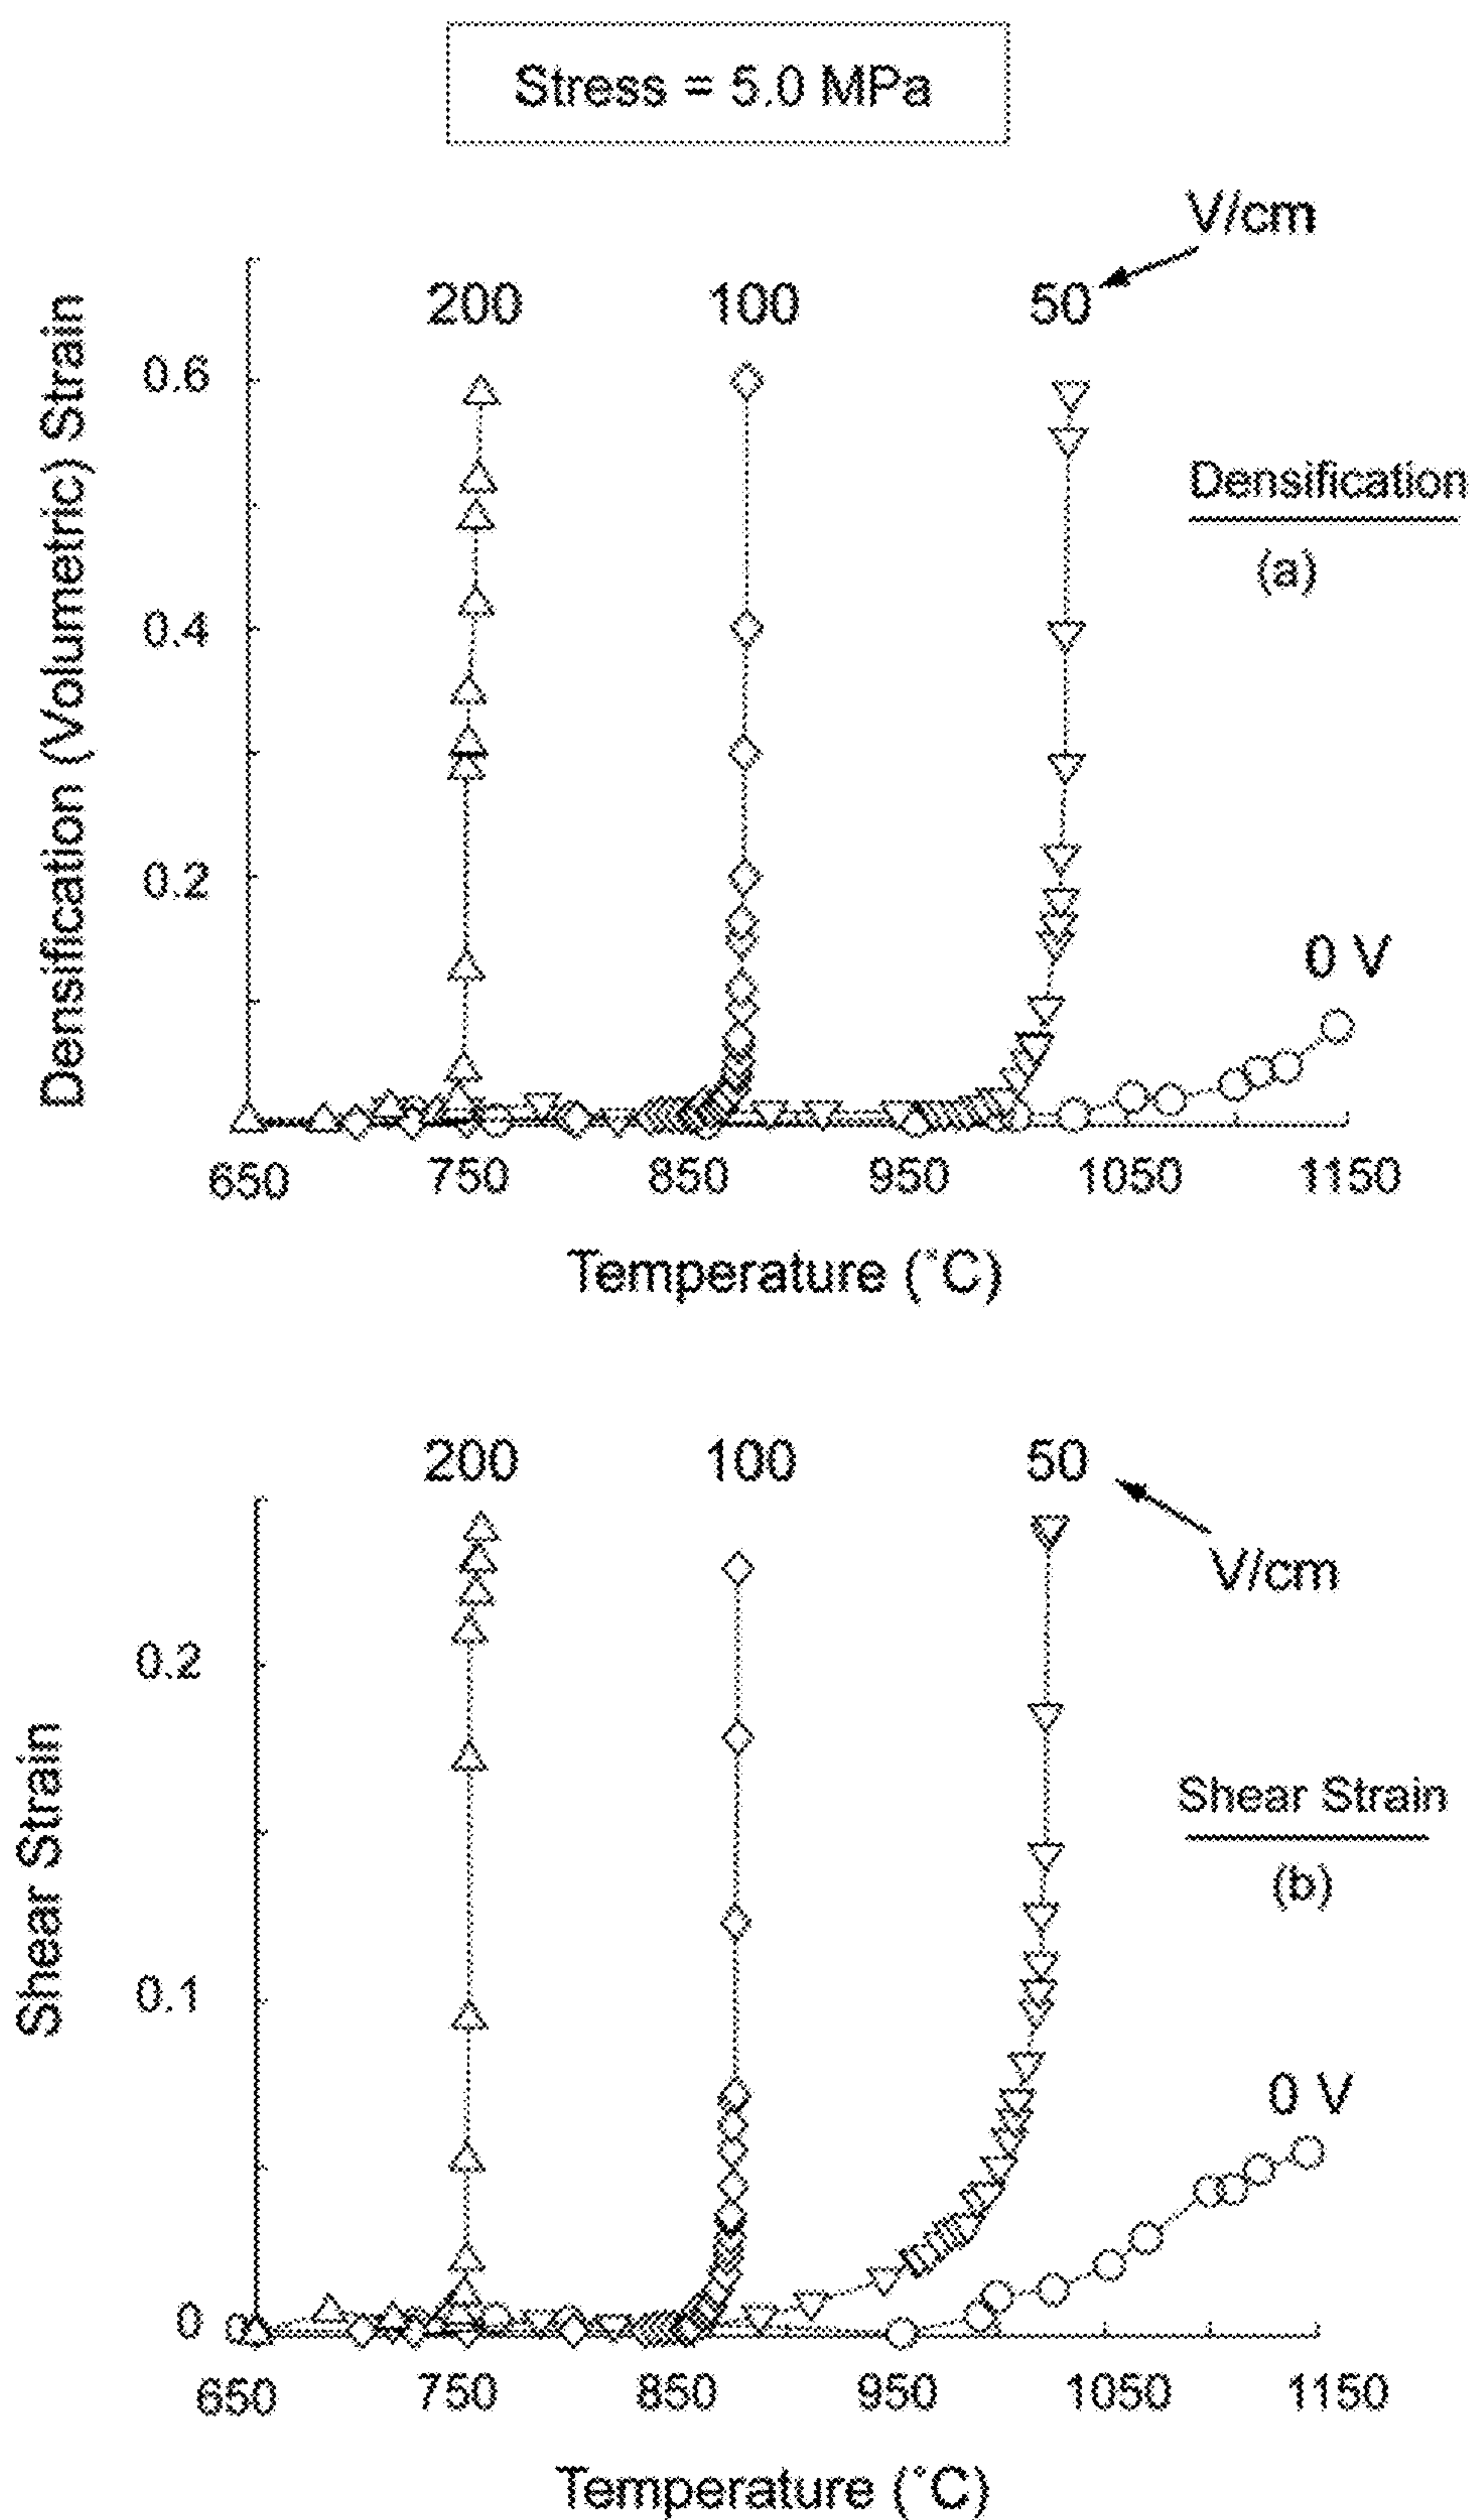 Stress = 5.0 MPa
V/cm
200 100 50
Densification (Volumetric) Strain
0.6
Densification
(a)
0.4
0.2
0 V
650 750 850 950 1050 1150
Temperature (°C)
200 100 50
V/cm
Shear Strain
0.2
Shear Strain
(b)
0.1
0 V
0
650 750 850 950 1050 1150
Temperature (°C)